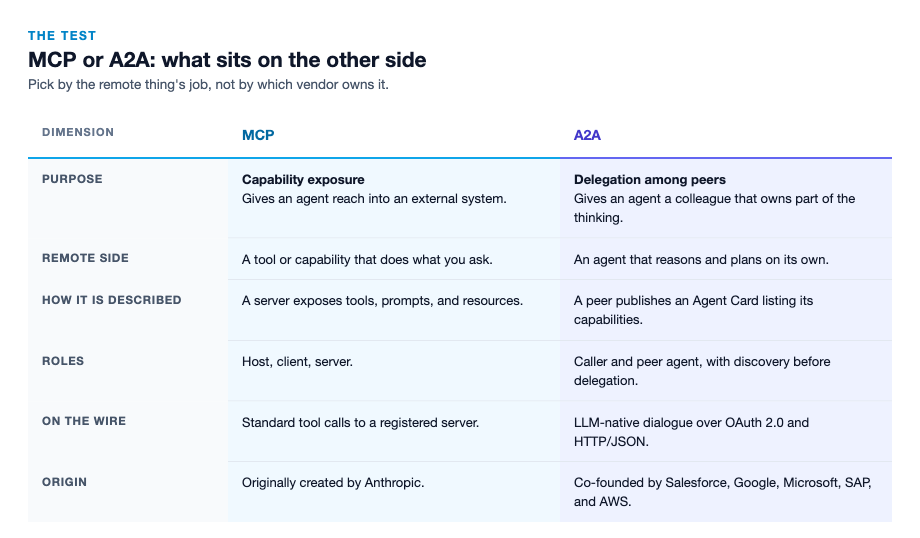 THE TEST
MCP or A2A: what sits on the other side
Pick by the remote thing's job, not by which vendor owns it.
DIMENSION
MCP
A2A
PURPOSE
Capability exposure
Gives an agent reach into an external system.
Delegation among peers
Gives an agent a colleague that owns part of the
thinking.
REMOTE SIDE
A tool or capability that does what you ask.
An agent that reasons and plans on its own.
HOW IT IS DESCRIBED
A server exposes tools, prompts, and resources.
A peer publishes an Agent Card listing its
capabilities.
ROLES
Host, client, server.
Caller and peer agent, with discovery before
delegation.
ON THE WIRE
Standard tool calls to a registered server.
LLM-native dialogue over OAuth 2.0 and
HTTP/JSON.
ORIGIN
Originally created by Anthropic.
Co-founded by Salesforce, Google, Microsoft, SAP,
and AWS.